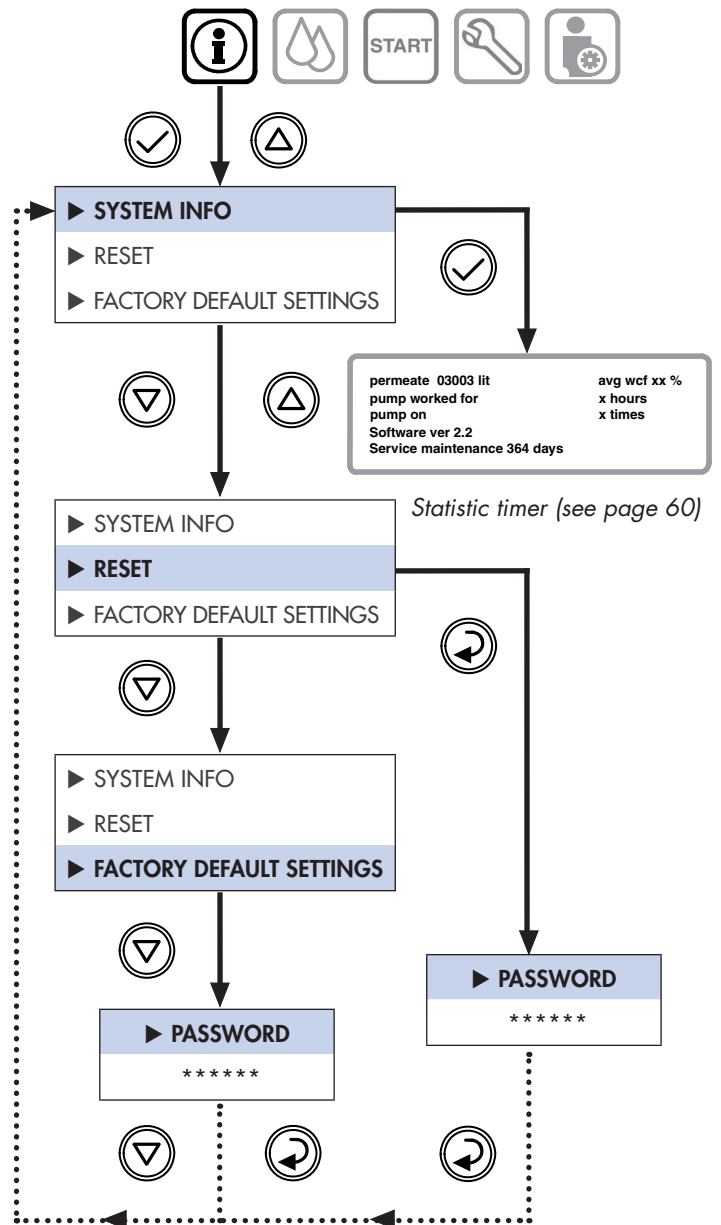 START
▶ SYSTEM INFO
▶ RESET
▶ FACTORY DEFAULT SETTINGS
permeate 03003 lit avg wcf xx %
pump worked for x hours
pump on x times
Software ver 2.2
Service maintenance 364 days
Statistic timer (see page 60)
▶ SYSTEM INFO
▶ RESET
▶ FACTORY DEFAULT SETTINGS
▶ SYSTEM INFO
▶ RESET
▶ FACTORY DEFAULT SETTINGS
▶ PASSWORD
******
▶ PASSWORD
******